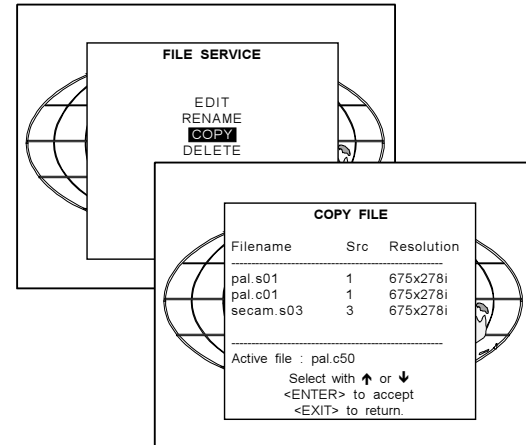 FILE SERVICE
EDIT
RENAME
COPY
DELETE
COPY FILE
Filename Src Resolution
------------------------------------------------------------
pal.s01 1 675x278i
pal.c01 1 675x278i
secam.s03 3 675x278i
------------------------------------------------------------
Active file : pal.c50
Select with ↑ or ↓
<ENTER> to accept
<EXIT> to return.